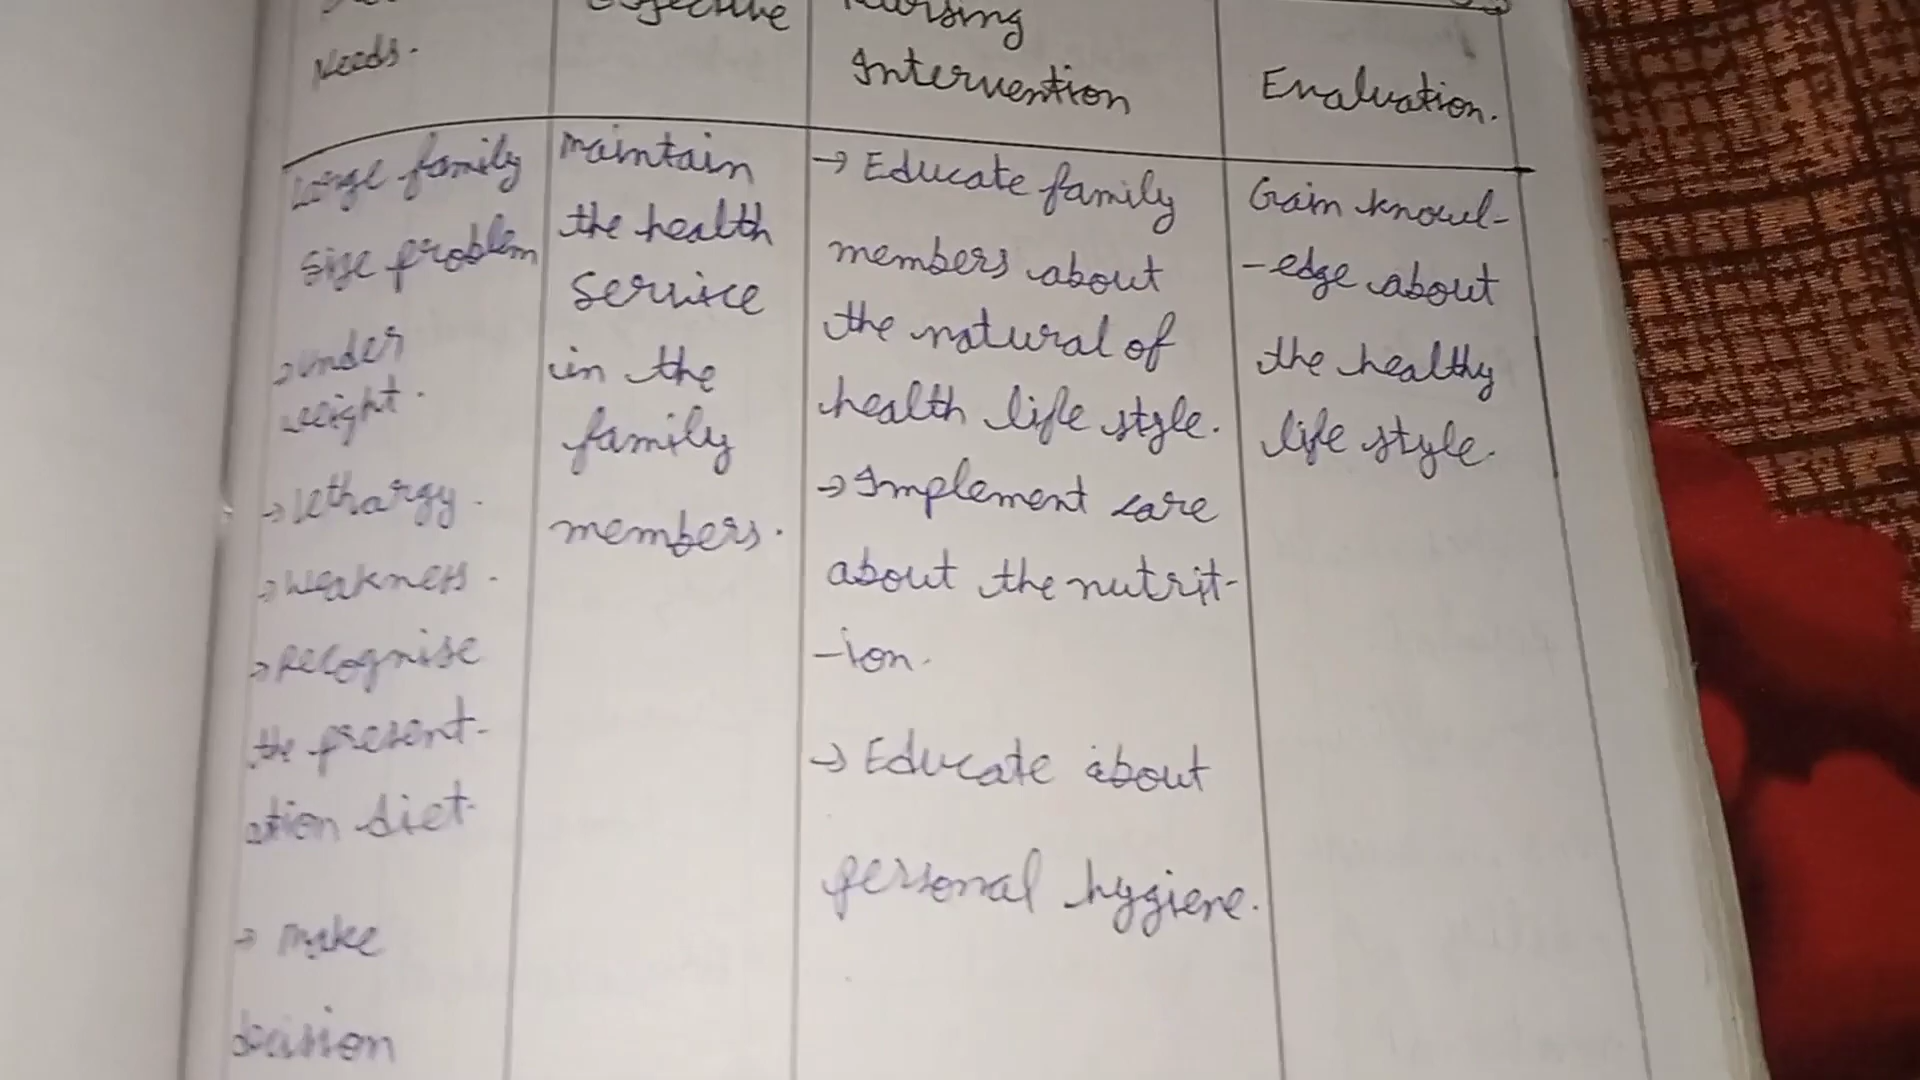 Needs.
Objective
Nursing
Intervention
Evaluation.
Large family
size problem
→under
weight.
→lethargy.
→weakness.
→recognise
the present-
ation diet.
→ make
decision
maintain
the health
service
in the
family
members.
→ Educate family
members about
the natural of
health life style.
→ Implement care
about the nutrit-
-ion.
→ Educate about
personal hygiene.
Gain knowl-
-edge about
the healthy
life style.